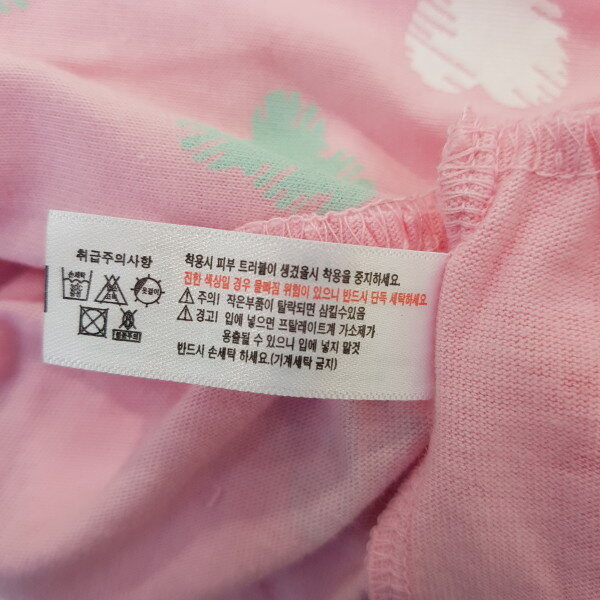 취급주의사항
손세탁
착용시 피부 트러블이 생겼을시 착용을 중지하세요.
진한 색상일 경우 물빠짐 위험이 있으니 반드시 단독 세탁하세요.
주의! 작은부품이 탈락되면 삼킬수있음
경고! 입에 넣으면 프탈레이트계 가소제가
용출될 수 있으니 입에 넣지 말것
반드시 손세탁 하세요.(기계세탁 금지)